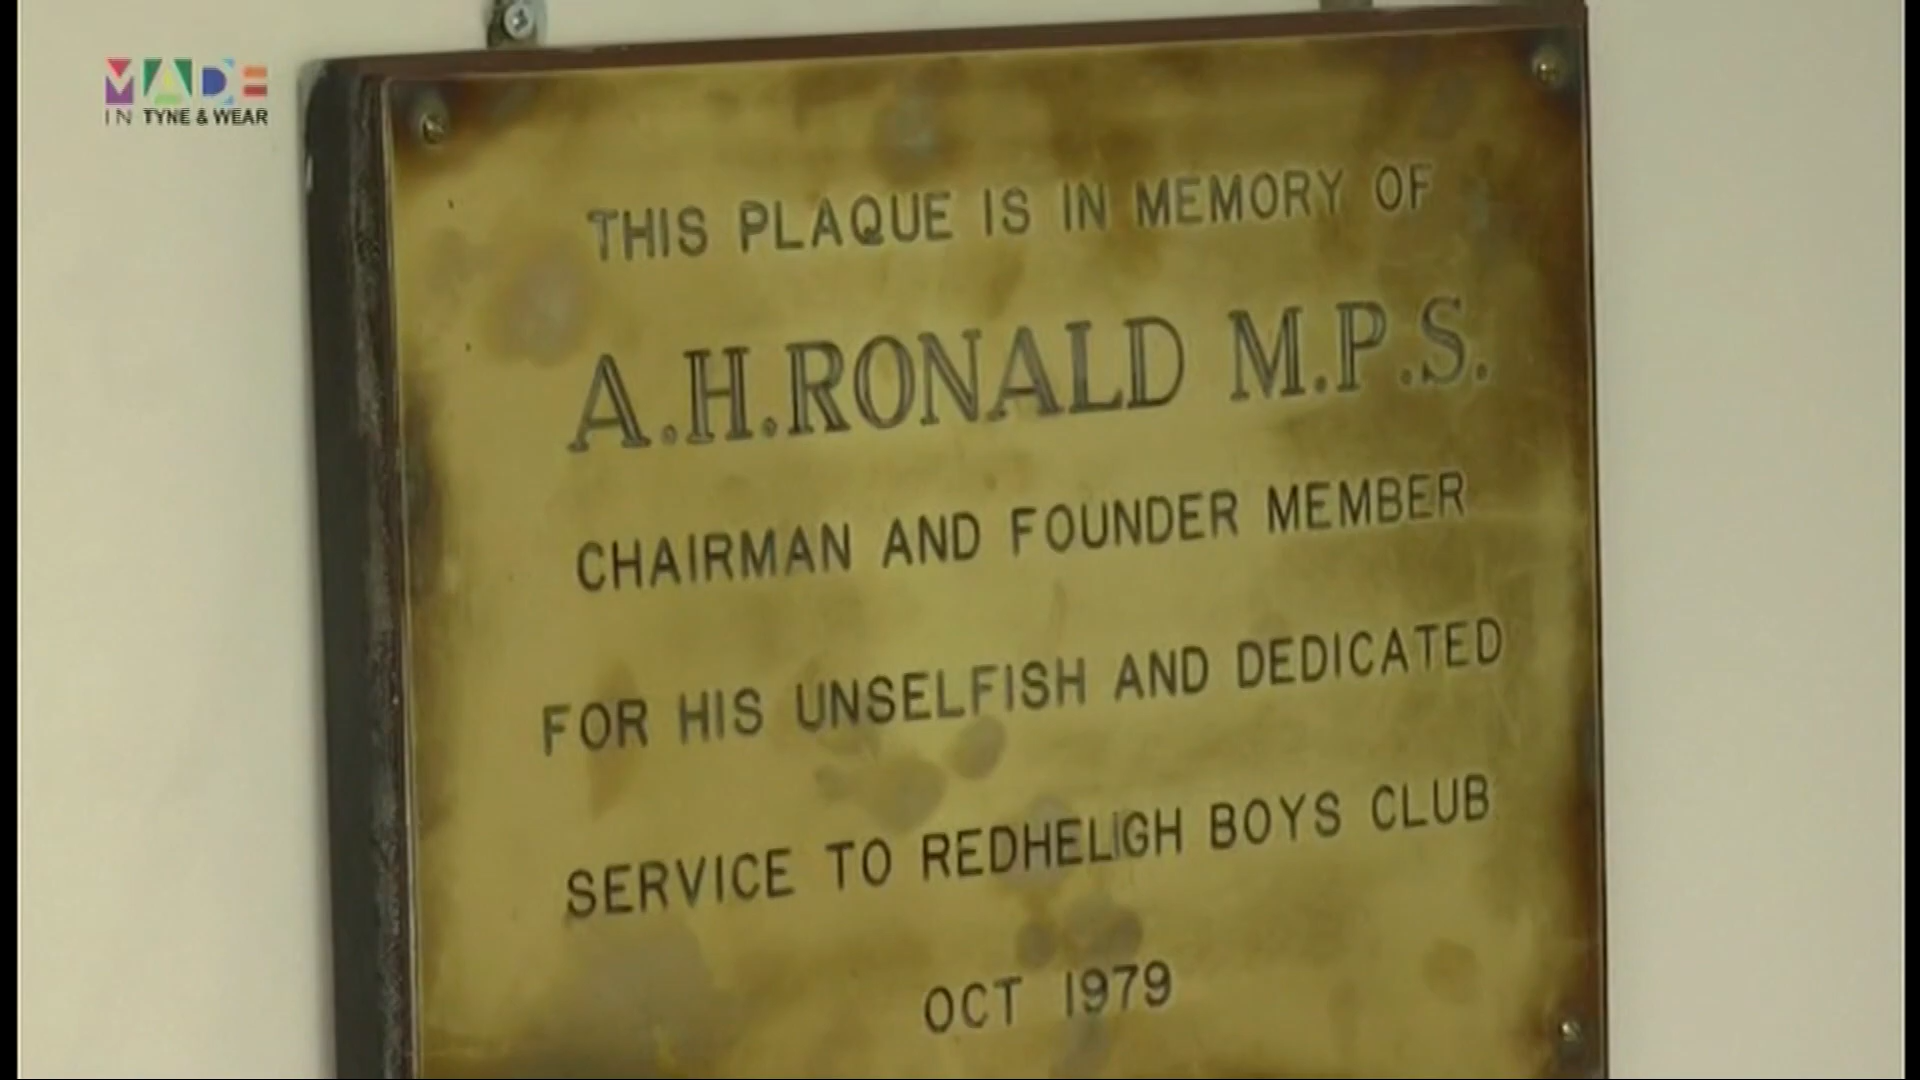 MADE
IN TYNE & WEAR
THIS PLAQUE IS IN MEMORY OF
A.H.RONALD M.P.S.
CHAIRMAN AND FOUNDER MEMBER
FOR HIS UNSELFISH AND DEDICATED
SERVICE TO REDHELIGH BOYS CLUB
OCT 1979